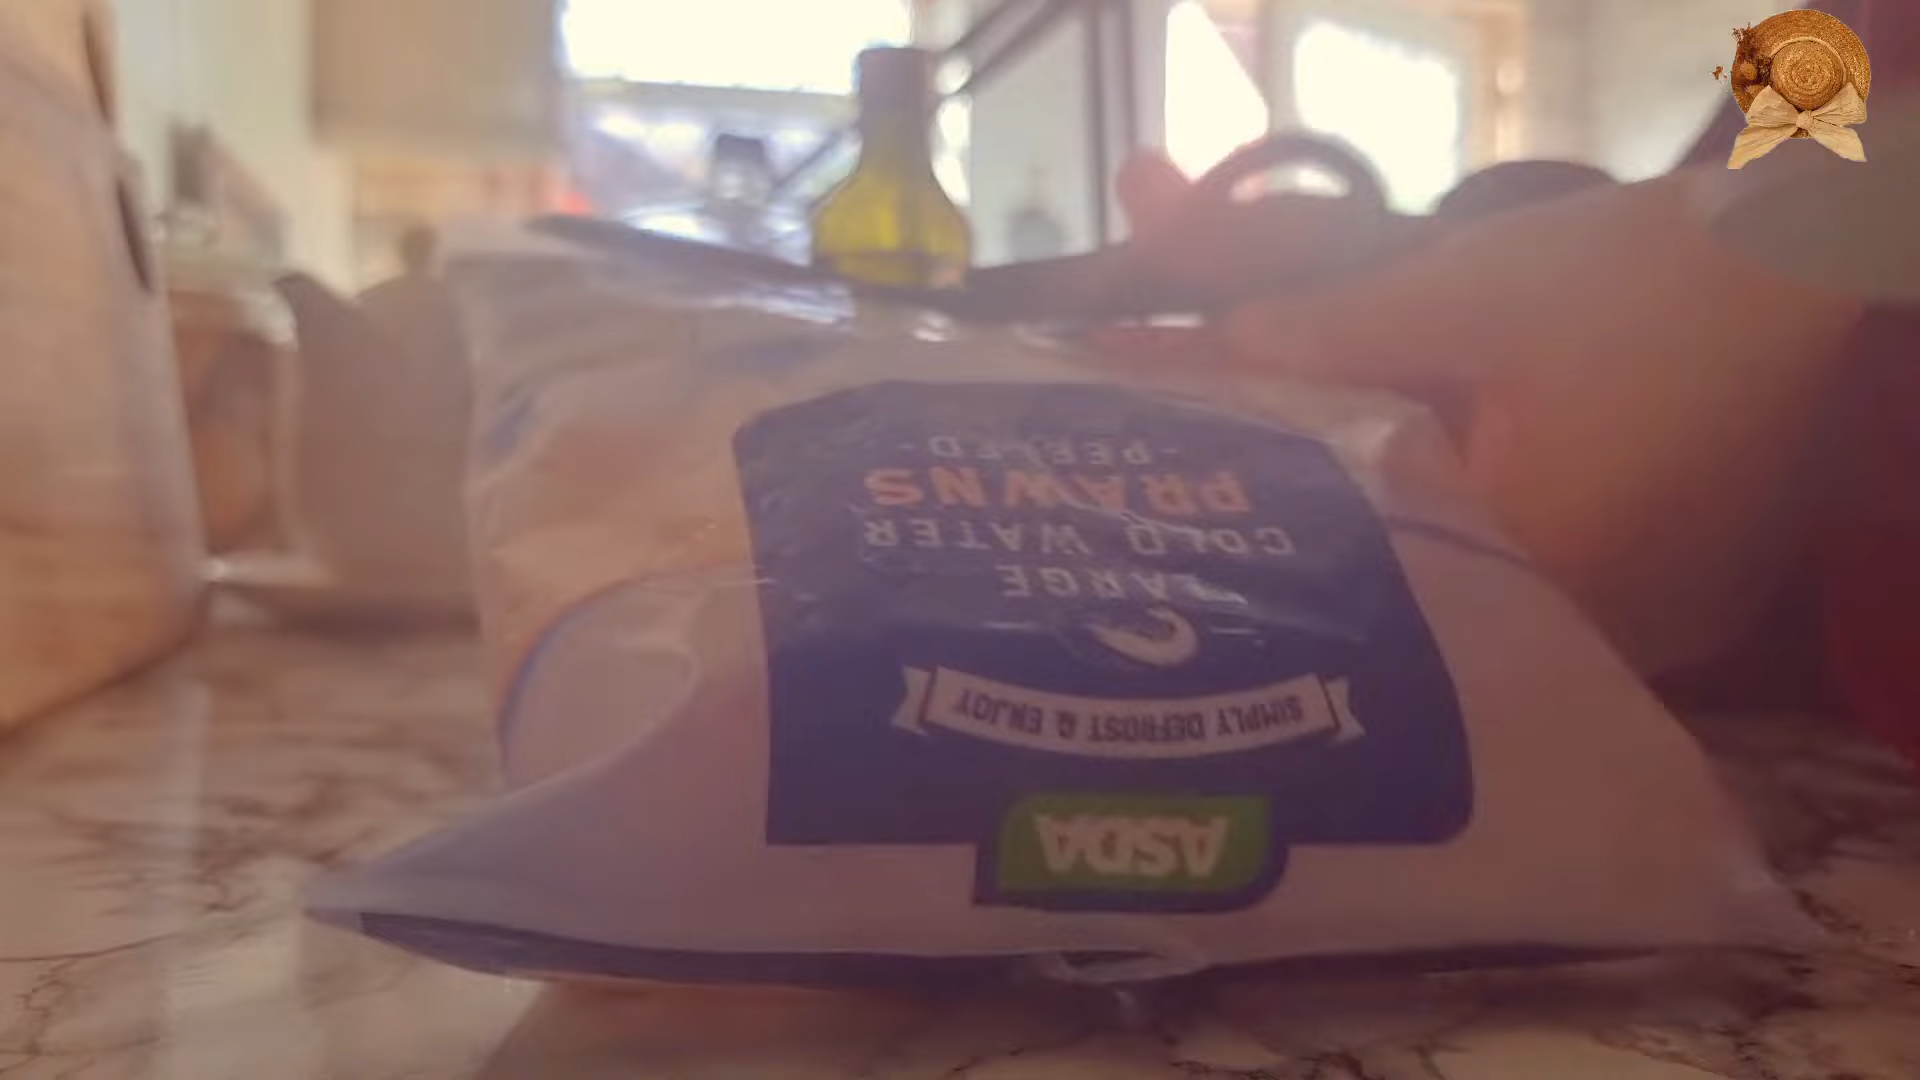 ASDA
SIMPLY DEFROST & ENJOY
LARGE
COLD WATER
PRAWNS
-PEELED-